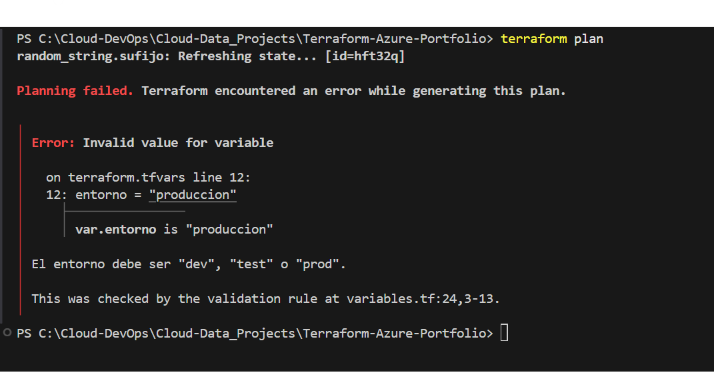 PS C:\Cloud-DevOps\Cloud-Data_Projects\Terraform-Azure-Portfolio> terraform plan
random_string.sufijo: Refreshing state... [id=hft32q]
Planning failed. Terraform encountered an error while generating this plan.
Error: Invalid value for variable
on terraform.tfvars line 12:
12: entorno = "produccion"
var.entorno is "produccion"
El entorno debe ser "dev", "test" o "prod".
This was checked by the validation rule at variables.tf:24,3-13.
PS C:\Cloud-DevOps\Cloud-Data_Projects\Terraform-Azure-Portfolio>